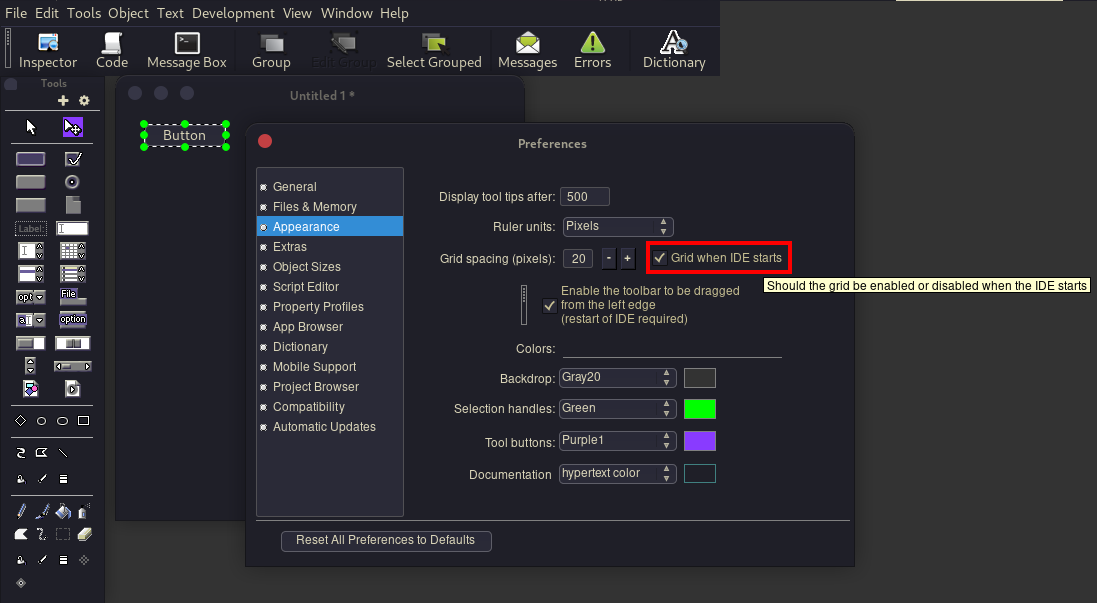 File Edit Tools Object Text Development View Window Help
Inspector Code Message Box Group Edit Group Select Grouped Messages Errors Dictionary
Tools
Untitled 1 *
Button
Preferences
General
Files & Memory
Appearance
Extras
Object Sizes
Script Editor
Property Profiles
App Browser
Dictionary
Mobile Support
Project Browser
Compatibility
Automatic Updates
Display tool tips after: 500
Ruler units: Pixels
Grid spacing (pixels): 20 - + Grid when IDE starts
Should the grid be enabled or disabled when the IDE starts
Enable the toolbar to be dragged
from the left edge
(restart of IDE required)
Colors:
Backdrop: Gray20
Selection handles: Green
Tool buttons: Purple1
Documentation hypertext color
Reset All Preferences to Defaults
Label:
opt File
a option